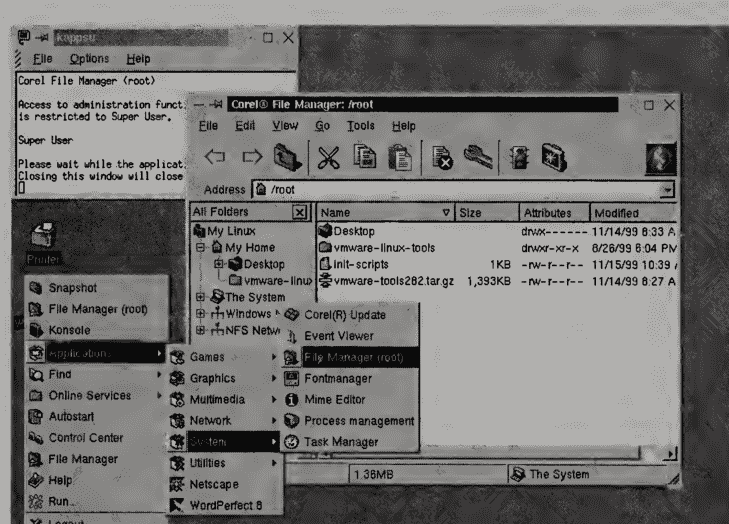 kappsu
File Options Help
Corel File Manager (root)
Access to administration funct
is restricted to Super User.
Super User
Please wait while the applicat
Closing this window will close
Corel® File Manager: /root
File Edit View Go Tools Help
Address /root
All Folders
My Linux
My Home
Desktop
vmware-linux
The System
Windows N
NFS Netw
Name Size Attributes Modified
Desktop drwx------ 11/14/99 8:33 A
vmware-linux-tools drwxr-xr-x 8/26/99 6:04 PM
init-scripts 1KB -rw-r--r-- 11/15/99 10:39
vmware-tools282.tar.gz 1,393KB -rw-r--r-- 11/14/99 8:27 A
1.36MB The System
Printer
Snapshot
File Manager (root)
Konsole
Applications
Find
Online Services
Autostart
Control Center
File Manager
Help
Run...
Logout
Games
Graphics
Multimedia
Network
System
Utilities
Netscape
WordPerfect 8
Corel(R) Update
Event Viewer
File Manager (root)
Fontmanager
Mime Editor
Process management
Task Manager